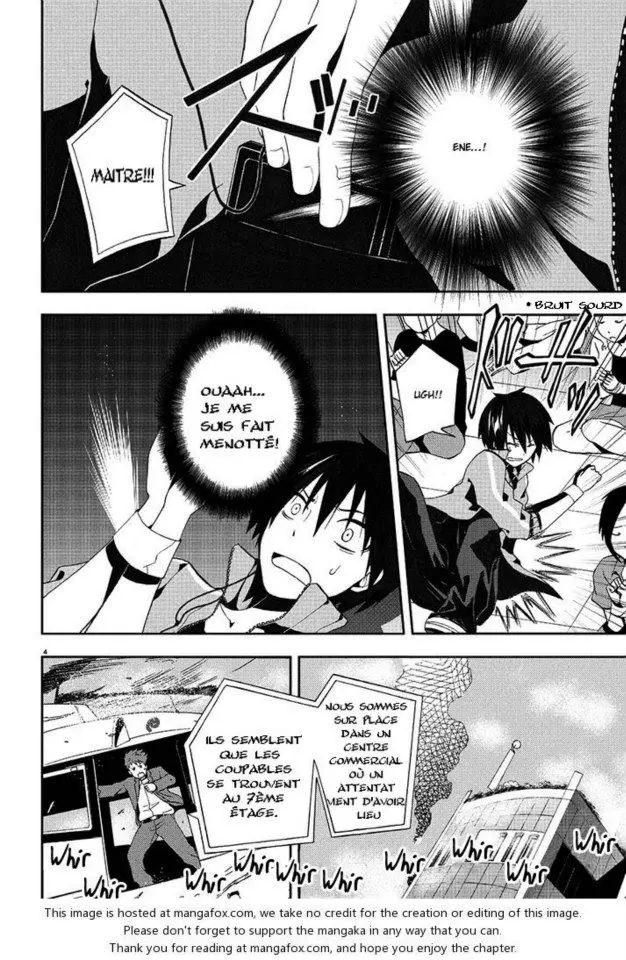 MAITRE!!!
ENE...!
* BRUIT SOURD
OUAÀH...
JE ME
SUIS FAIT
MENOTTÉ!
UGH!!
4
NOUS SOMMES
SUR PLACE
DANS UN
CENTRE
COMMERCIAL
OÙ UN
ATTENTAT
VIENT D'AVOIR
LIEU
ILS SEMBLENT
QUE LES
COUPABLES
SE TROUVENT
AU 7ÈME
ÉTAGE.
Whir Whir Whir Whir Whir Whir Whir Whir Whir Whir
This image is hosted at mangafox.com, we take no credit for the creation or editing of this image.
Please don't forget to support the mangaka in any way that you can.
Thank you for reading at mangafox.com, and hope you enjoy the chapter.